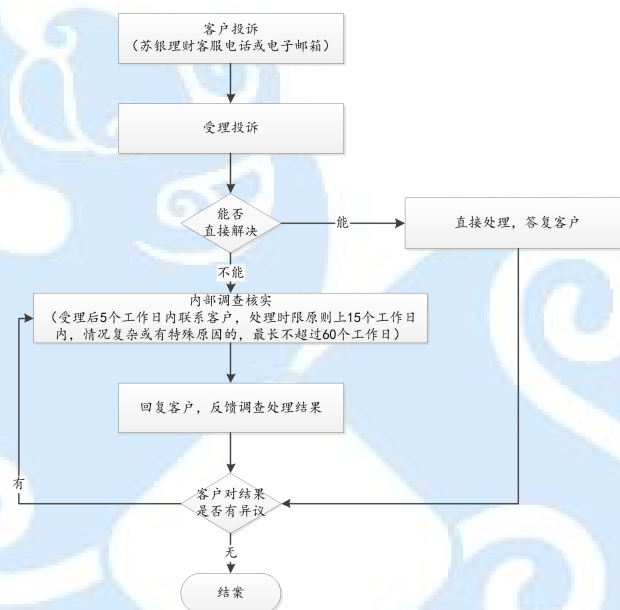 客户投诉
（苏银理财客服电话或电子邮箱）
受理投诉
能否
直接解决
能
直接处理，答复客户
不能
内部调查核实
（受理后5个工作日内联系客户，处理时限原则上15个工作日
内，情况复杂或有特殊原因的，最长不超过60个工作日）
回复客户，反馈调查处理结果
有
客户对结果
是否有异议
无
结案